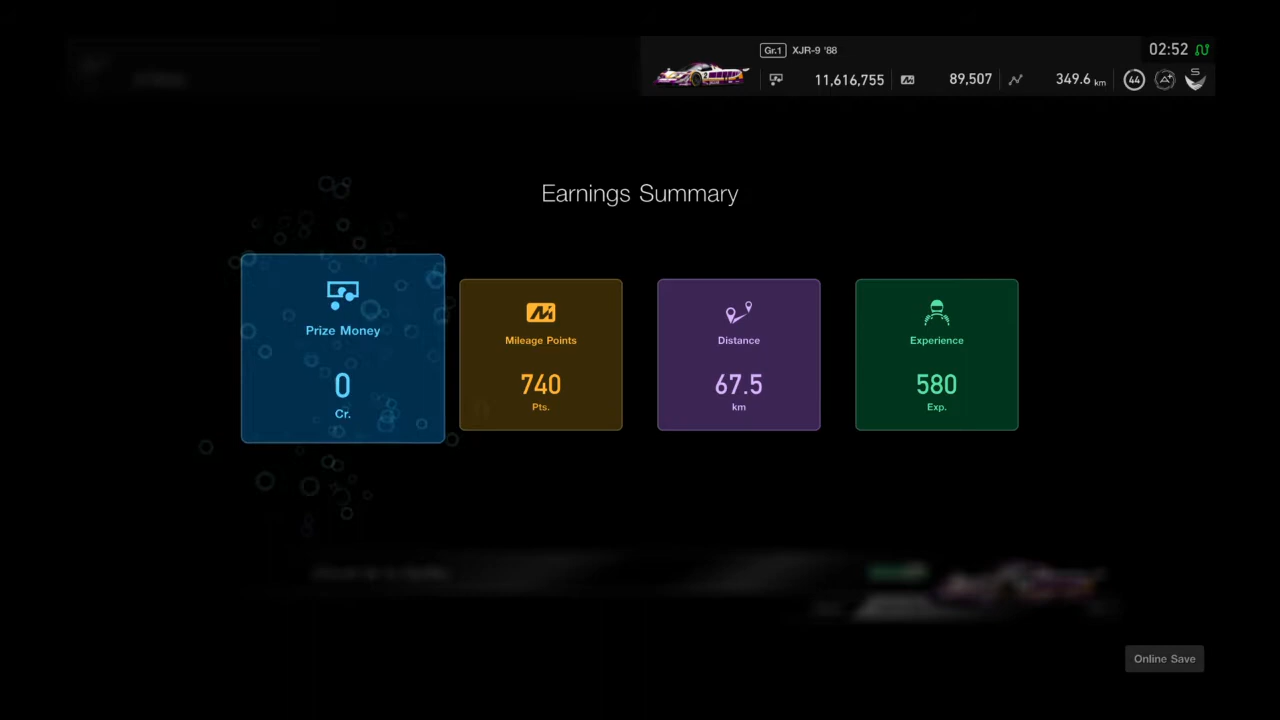 Gr.1 XJR-9 '88
02:52
11,616,755
89,507
349.6 km
44
S
Earnings Summary
Prize Money
0
Cr.
Mileage Points
740
Pts.
Distance
67.5
km
Experience
580
Exp.
Online Save